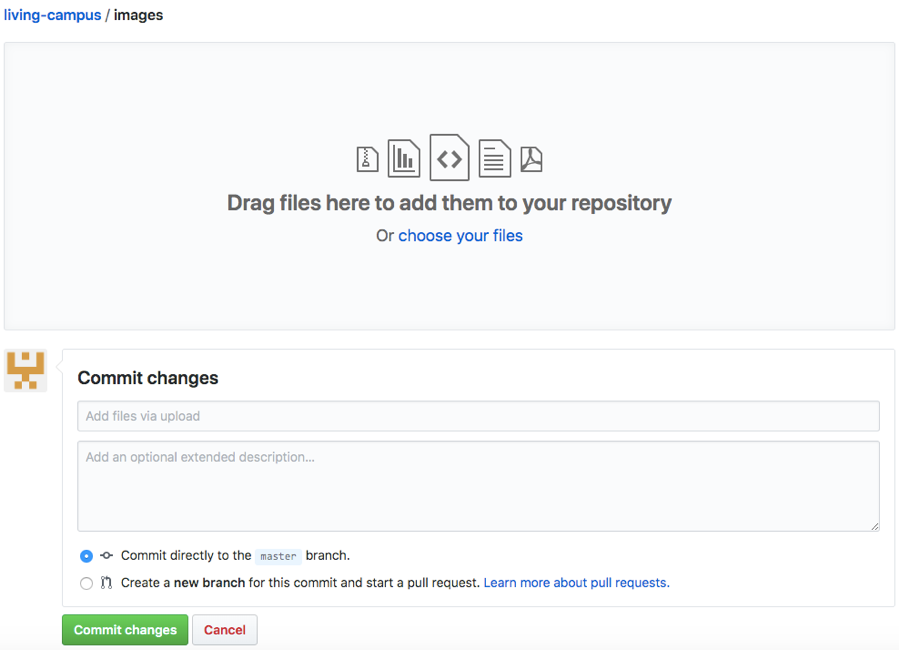 living-campus / images
Drag files here to add them to your repository
Or choose your files
Commit changes
Add files via upload
Add an optional extended description...
Commit directly to the master branch.
Create a new branch for this commit and start a pull request. Learn more about pull requests.
Commit changes Cancel